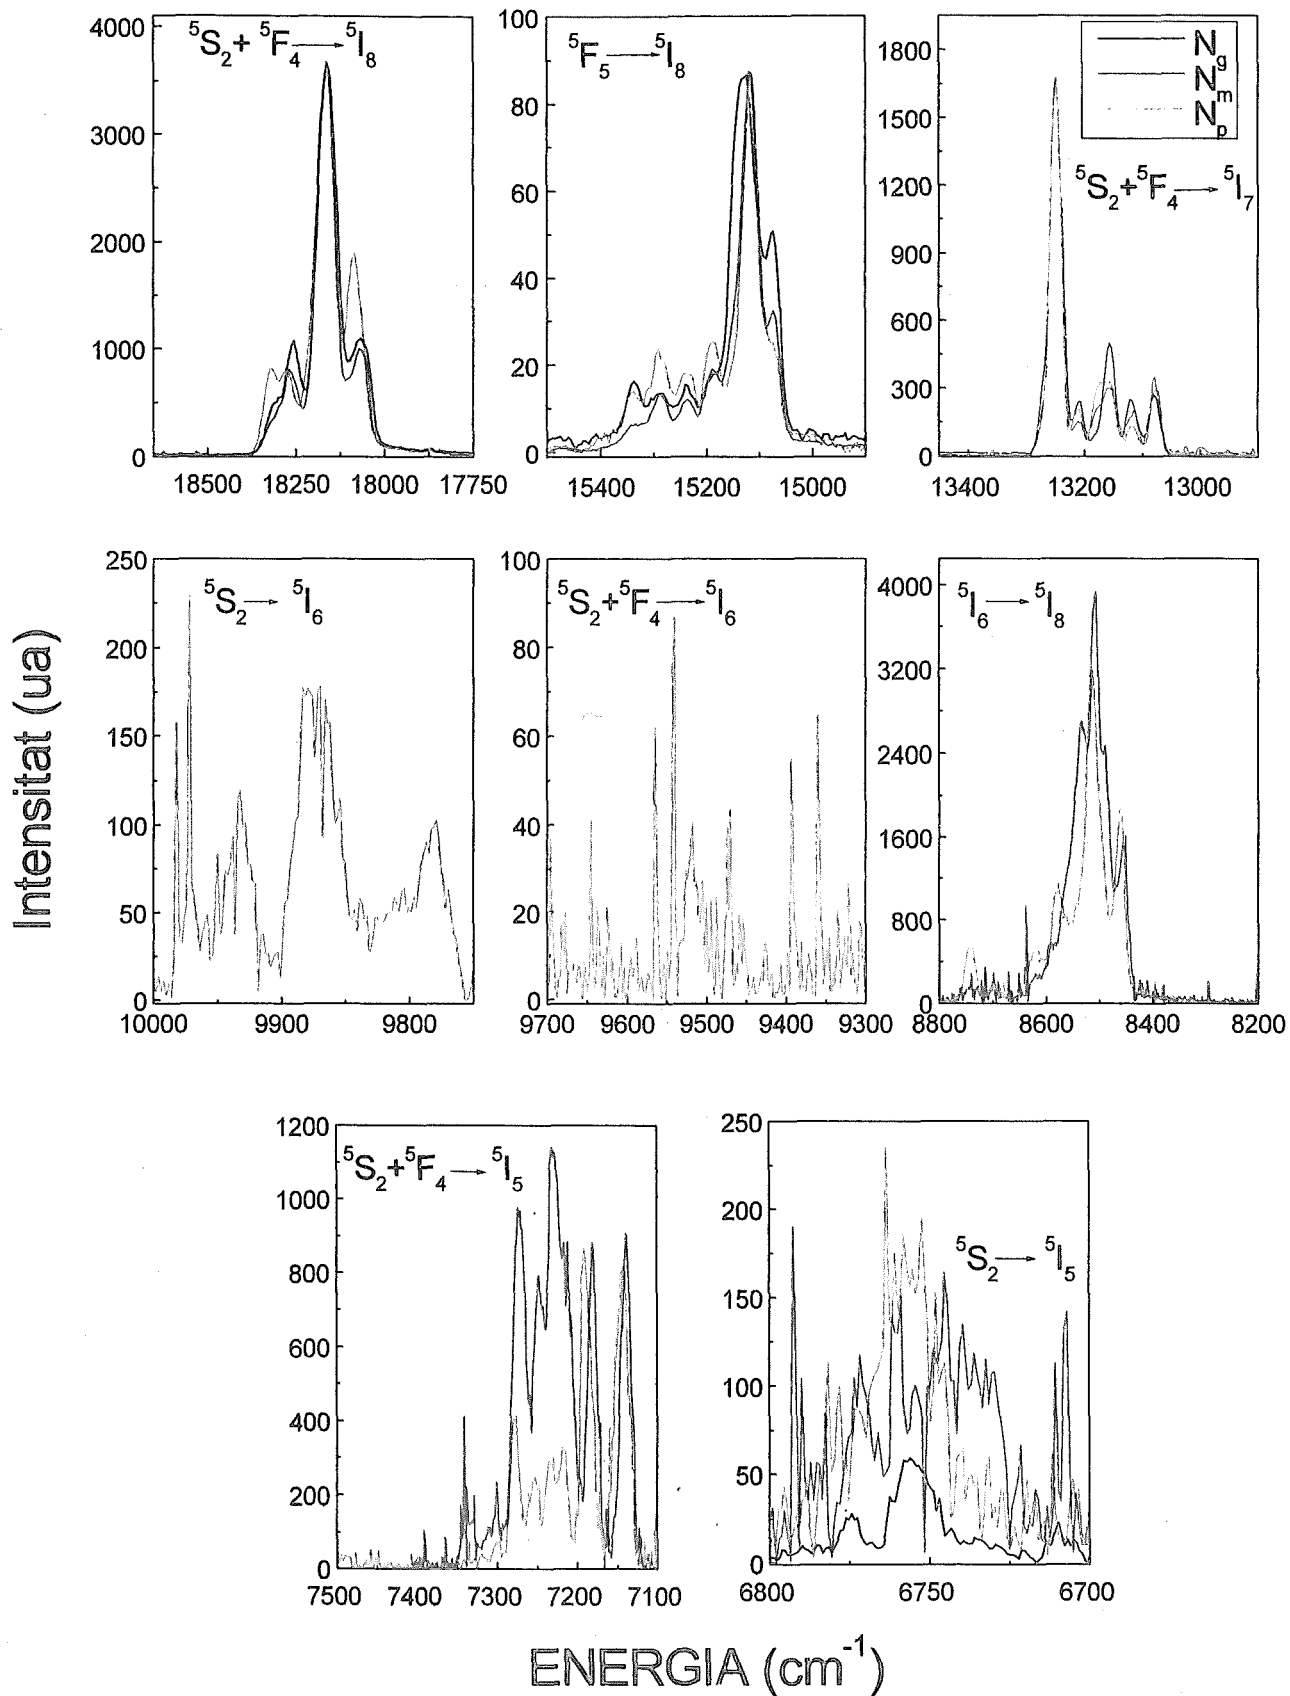 ⁵S₂+ ⁵F₄→⁵I₈
4000
3000
2000
1000
0
18500 18250 18000 17750
⁵F₅→⁵I₈
100
80
60
40
20
0
15400 15200 15000
N_g
N_m
N_p
⁵S₂+⁵F₄→⁵I₇
1800
1500
1200
900
600
300
0
13400 13200 13000
Intensitat (ua)
⁵S₂→ ⁵I₆
250
200
150
100
50
0
10000 9900 9800
⁵S₂+⁵F₄→⁵I₆
100
80
60
40
20
0
9700 9600 9500 9400 9300
⁵I₆→⁵I₈
4000
3200
2400
1600
800
0
8800 8600 8400 8200
⁵S₂+⁵F₄→⁵I₅
1200
1000
800
600
400
200
0
7500 7400 7300 7200 7100
⁵S₂→ ⁵I₅
250
200
150
100
50
0
6800 6750 6700
ENERGIA (cm⁻¹)